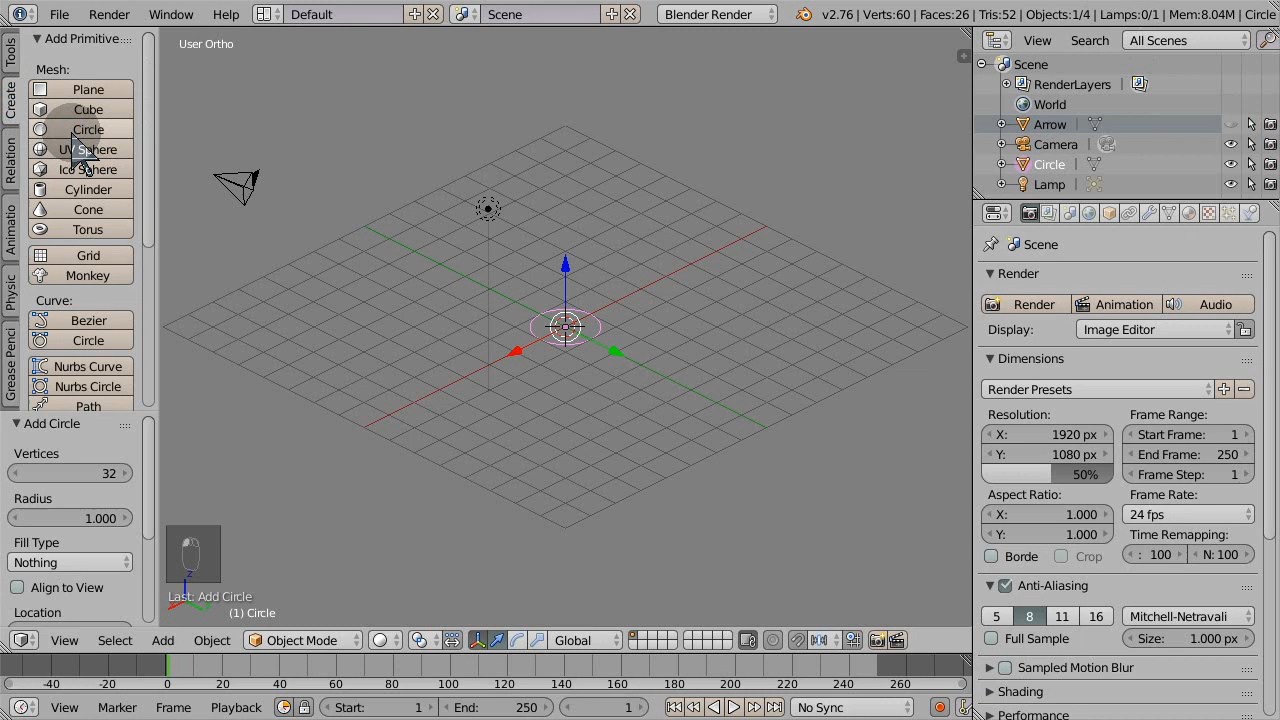 File Render Window Help Default Scene Blender Render v2.76 | Verts:60 | Faces:26 | Tris:52 | Objects:1/4 | Lamps:0/1 | Mem:8.04M | Circle
Tools
Create
Relation
Animatio
Physic
Grease Penci
Add Primitive
Mesh:
Plane
Cube
Circle
UV Sphere
Ico Sphere
Cylinder
Cone
Torus
Grid
Monkey
Curve:
Bezier
Circle
Nurbs Curve
Nurbs Circle
Path
Add Circle
Vertices
32
Radius
1.000
Fill Type
Nothing
Align to View
Location
User Ortho
z
Last: Add Circle
(1) Circle
View Select Add Object Object Mode Global
-40 -20 0 20 40 60 80 100 120 140 160 180 200 220 240 260
View Marker Frame Playback Start: 1 End: 250 1 No Sync
View Search All Scenes
Scene
RenderLayers |
World
Arrow |
Camera |
Circle |
Lamp |
Scene
Render
Render Animation Audio
Display: Image Editor
Dimensions
Render Presets
Resolution: Frame Range:
X: 1920 px Start Frame: 1
Y: 1080 px End Frame: 250
50% Frame Step: 1
Aspect Ratio: Frame Rate:
X: 1.000 24 fps
Y: 1.000 Time Remapping:
Borde Crop : 100 N: 100
Anti-Aliasing
5 8 11 16 Mitchell-Netravali
Full Sample Size: 1.000 px
Sampled Motion Blur
Shading
Performance